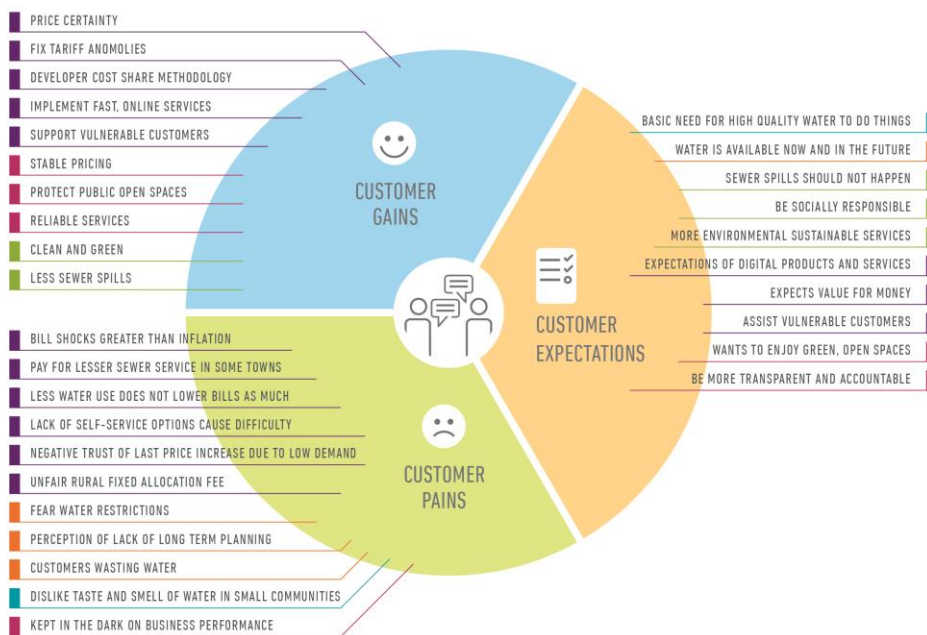 PRICE CERTAINTY
FIX TARIFF ANOMOLIES
DEVELOPER COST SHARE METHODOLOGY
IMPLEMENT FAST, ONLINE SERVICES
SUPPORT VULNERABLE CUSTOMERS
STABLE PRICING
PROTECT PUBLIC OPEN SPACES
RELIABLE SERVICES
CLEAN AND GREEN
LESS SEWER SPILLS
CUSTOMER
GAINS
BASIC NEED FOR HIGH QUALITY WATER TO DO THINGS
WATER IS AVAILABLE NOW AND IN THE FUTURE
SEWER SPILLS SHOULD NOT HAPPEN
BE SOCIALLY RESPONSIBLE
MORE ENVIRONMENTAL SUSTAINABLE SERVICES
EXPECTATIONS OF DIGITAL PRODUCTS AND SERVICES
EXPECTS VALUE FOR MONEY
ASSIST VULNERABLE CUSTOMERS
WANTS TO ENJOY GREEN, OPEN SPACES
BE MORE TRANSPARENT AND ACCOUNTABLE
CUSTOMER
EXPECTATIONS
BILL SHOCKS GREATER THAN INFLATION
PAY FOR LESSER SEWER SERVICE IN SOME TOWNS
LESS WATER USE DOES NOT LOWER BILLS AS MUCH
LACK OF SELF-SERVICE OPTIONS CAUSE DIFFICULTY
NEGATIVE TRUST OF LAST PRICE INCREASE DUE TO LOW DEMAND
UNFAIR RURAL FIXED ALLOCATION FEE
FEAR WATER RESTRICTIONS
PERCEPTION OF LACK OF LONG TERM PLANNING
CUSTOMERS WASTING WATER
DISLIKE TASTE AND SMELL OF WATER IN SMALL COMMUNITIES
KEPT IN THE DARK ON BUSINESS PERFORMANCE
CUSTOMER
PAINS